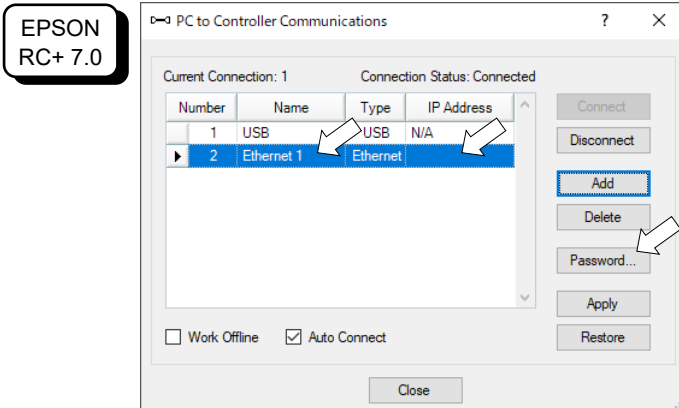 EPSON
RC+ 7.0
PC to Controller Communications
?
Current Connection: 1
Connection Status: Connected
Number Name Type IP Address
1 USB USB N/A
2 Ethernet 1 Ethernet
Connect
Disconnect
Add
Delete
Password...
Apply
Restore
Work Offline
Auto Connect
Close